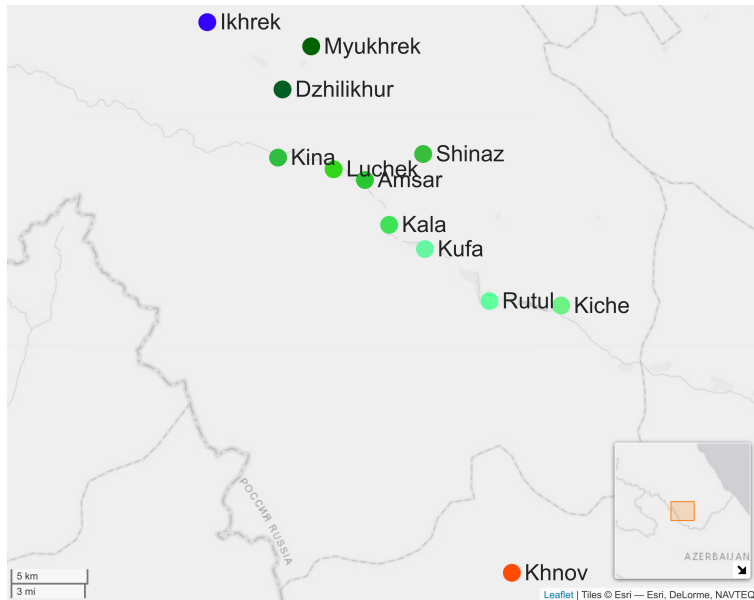 Ikhrek
Myukhrek
Dzhilikhur
Kina
Luchek
Shinaz
Amsar
Kala
Kufa
Rutul
Kiche
РОССИЯ RUSSIA
AZERBAIJAN
Khnov
5 km
3 mi
Leaflet | Tiles © Esri — Esri, DeLorme, NAVTEQ